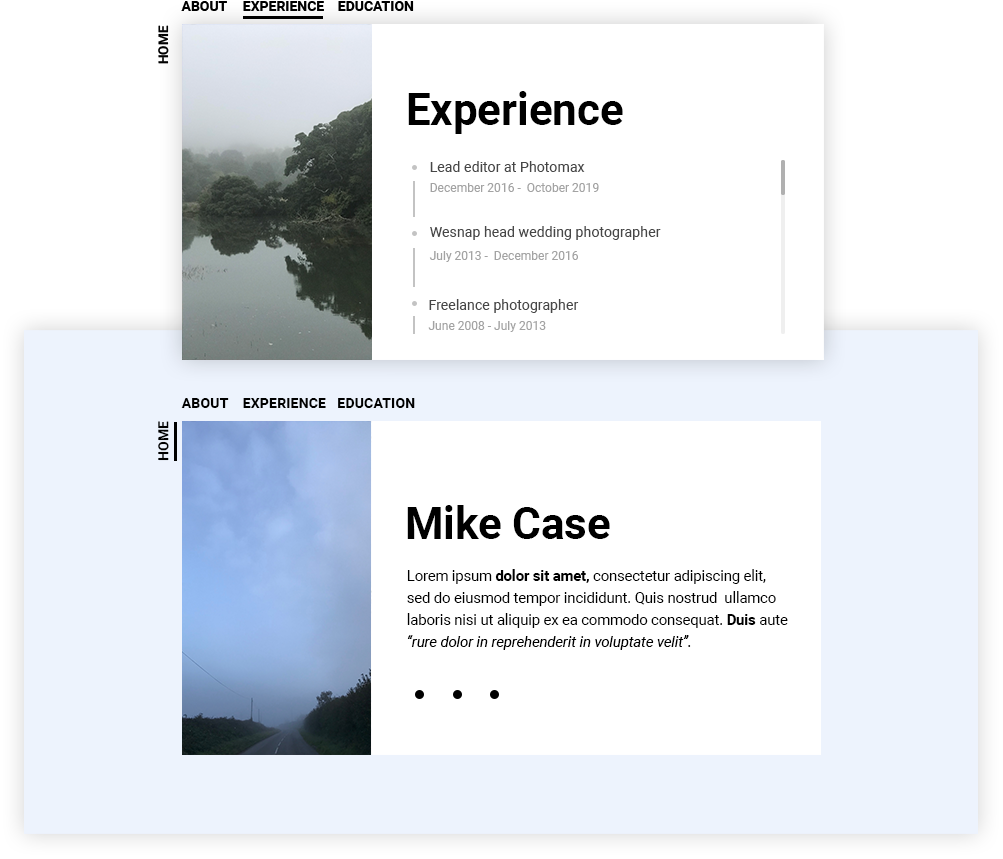 ABOUT EXPERIENCE EDUCATION
HOME
Experience
Lead editor at Photomax
December 2016 - October 2019
Wesnap head wedding photographer
July 2013 - December 2016
Freelance photographer
June 2008 - July 2013
ABOUT EXPERIENCE EDUCATION
HOME
Mike Case
Lorem ipsum dolor sit amet, consectetur adipiscing elit,
sed do eiusmod tempor incididunt. Quis nostrud ullamco
laboris nisi ut aliquip ex ea commodo consequat. Duis aute
“rure dolor in reprehenderit in voluptate velit”.